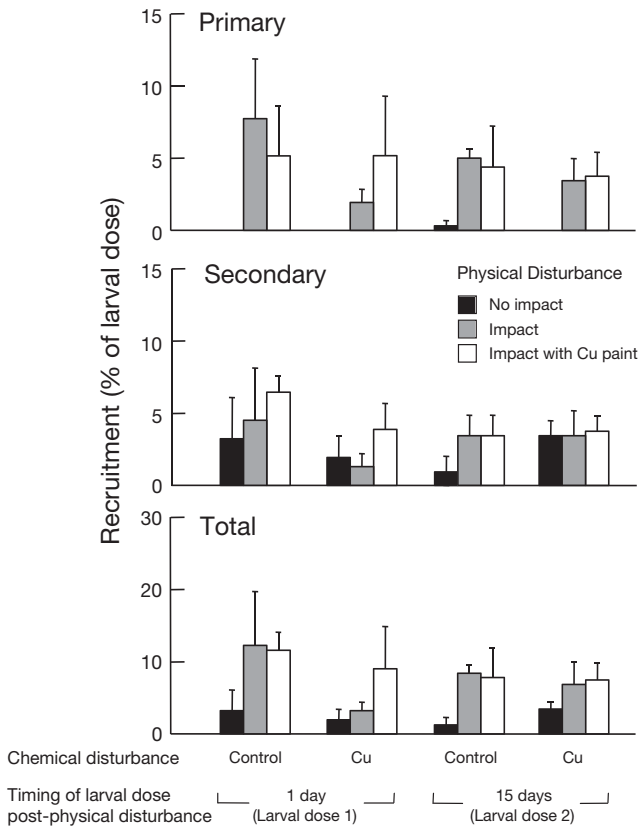 Primary
15
10
5
0
Secondary
15
10
5
0
Physical Disturbance
No impact
Impact
Impact with Cu paint
Total
30
20
10
0
Recruitment (% of larval dose)
Chemical disturbance Control Cu Control Cu
Timing of larval dose 1 day 15 days
post-physical disturbance (Larval dose 1) (Larval dose 2)